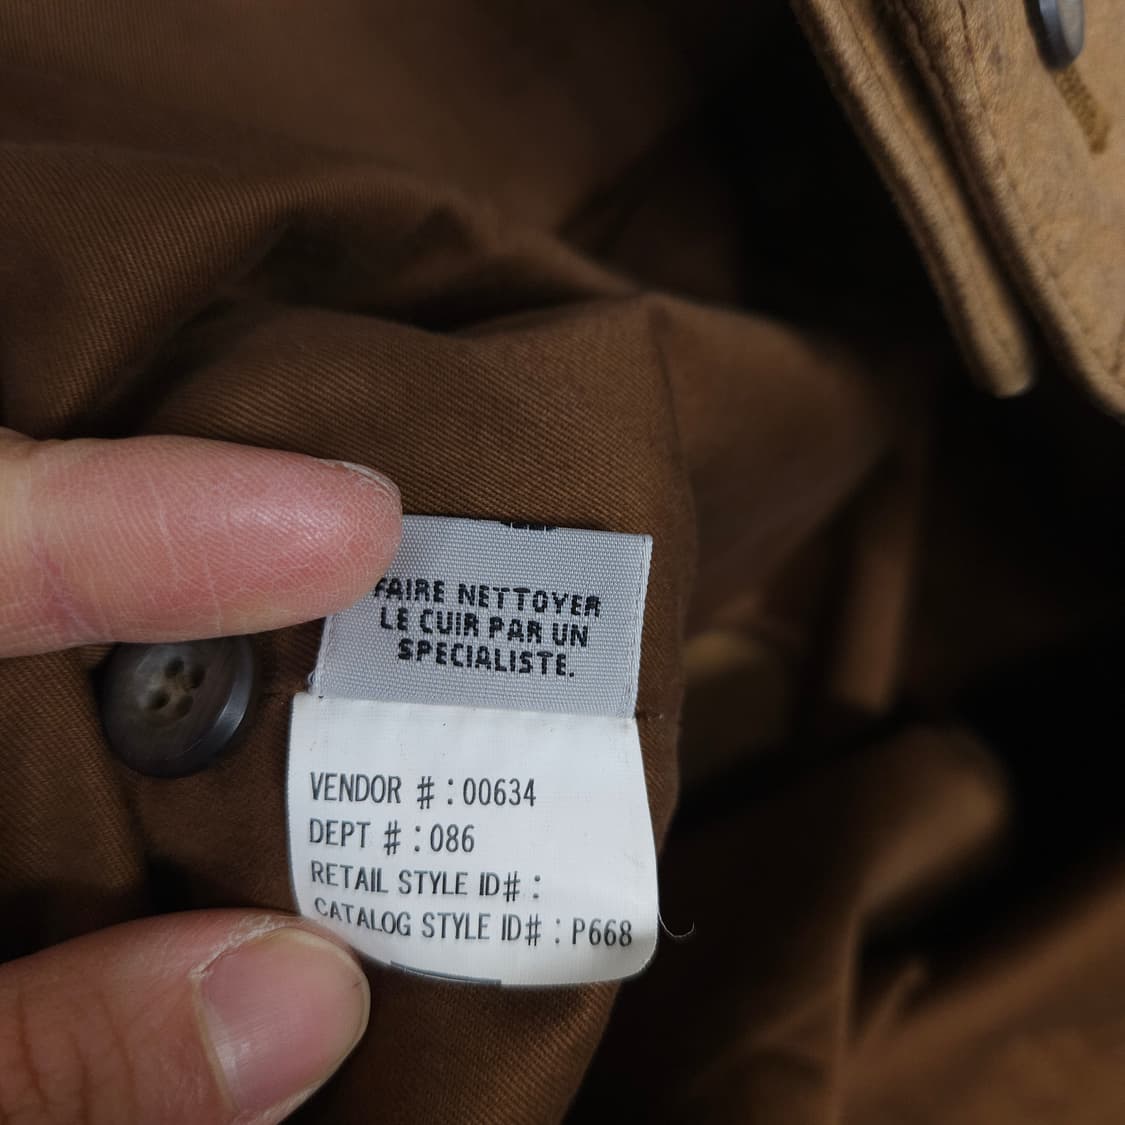 FAIRE NETTOYER
LE CUIR PAR UN
SPECIALISTE.
VENDOR # : 00634
DEPT # : 086
RETAIL STYLE ID# :
CATALOG STYLE ID# : P668